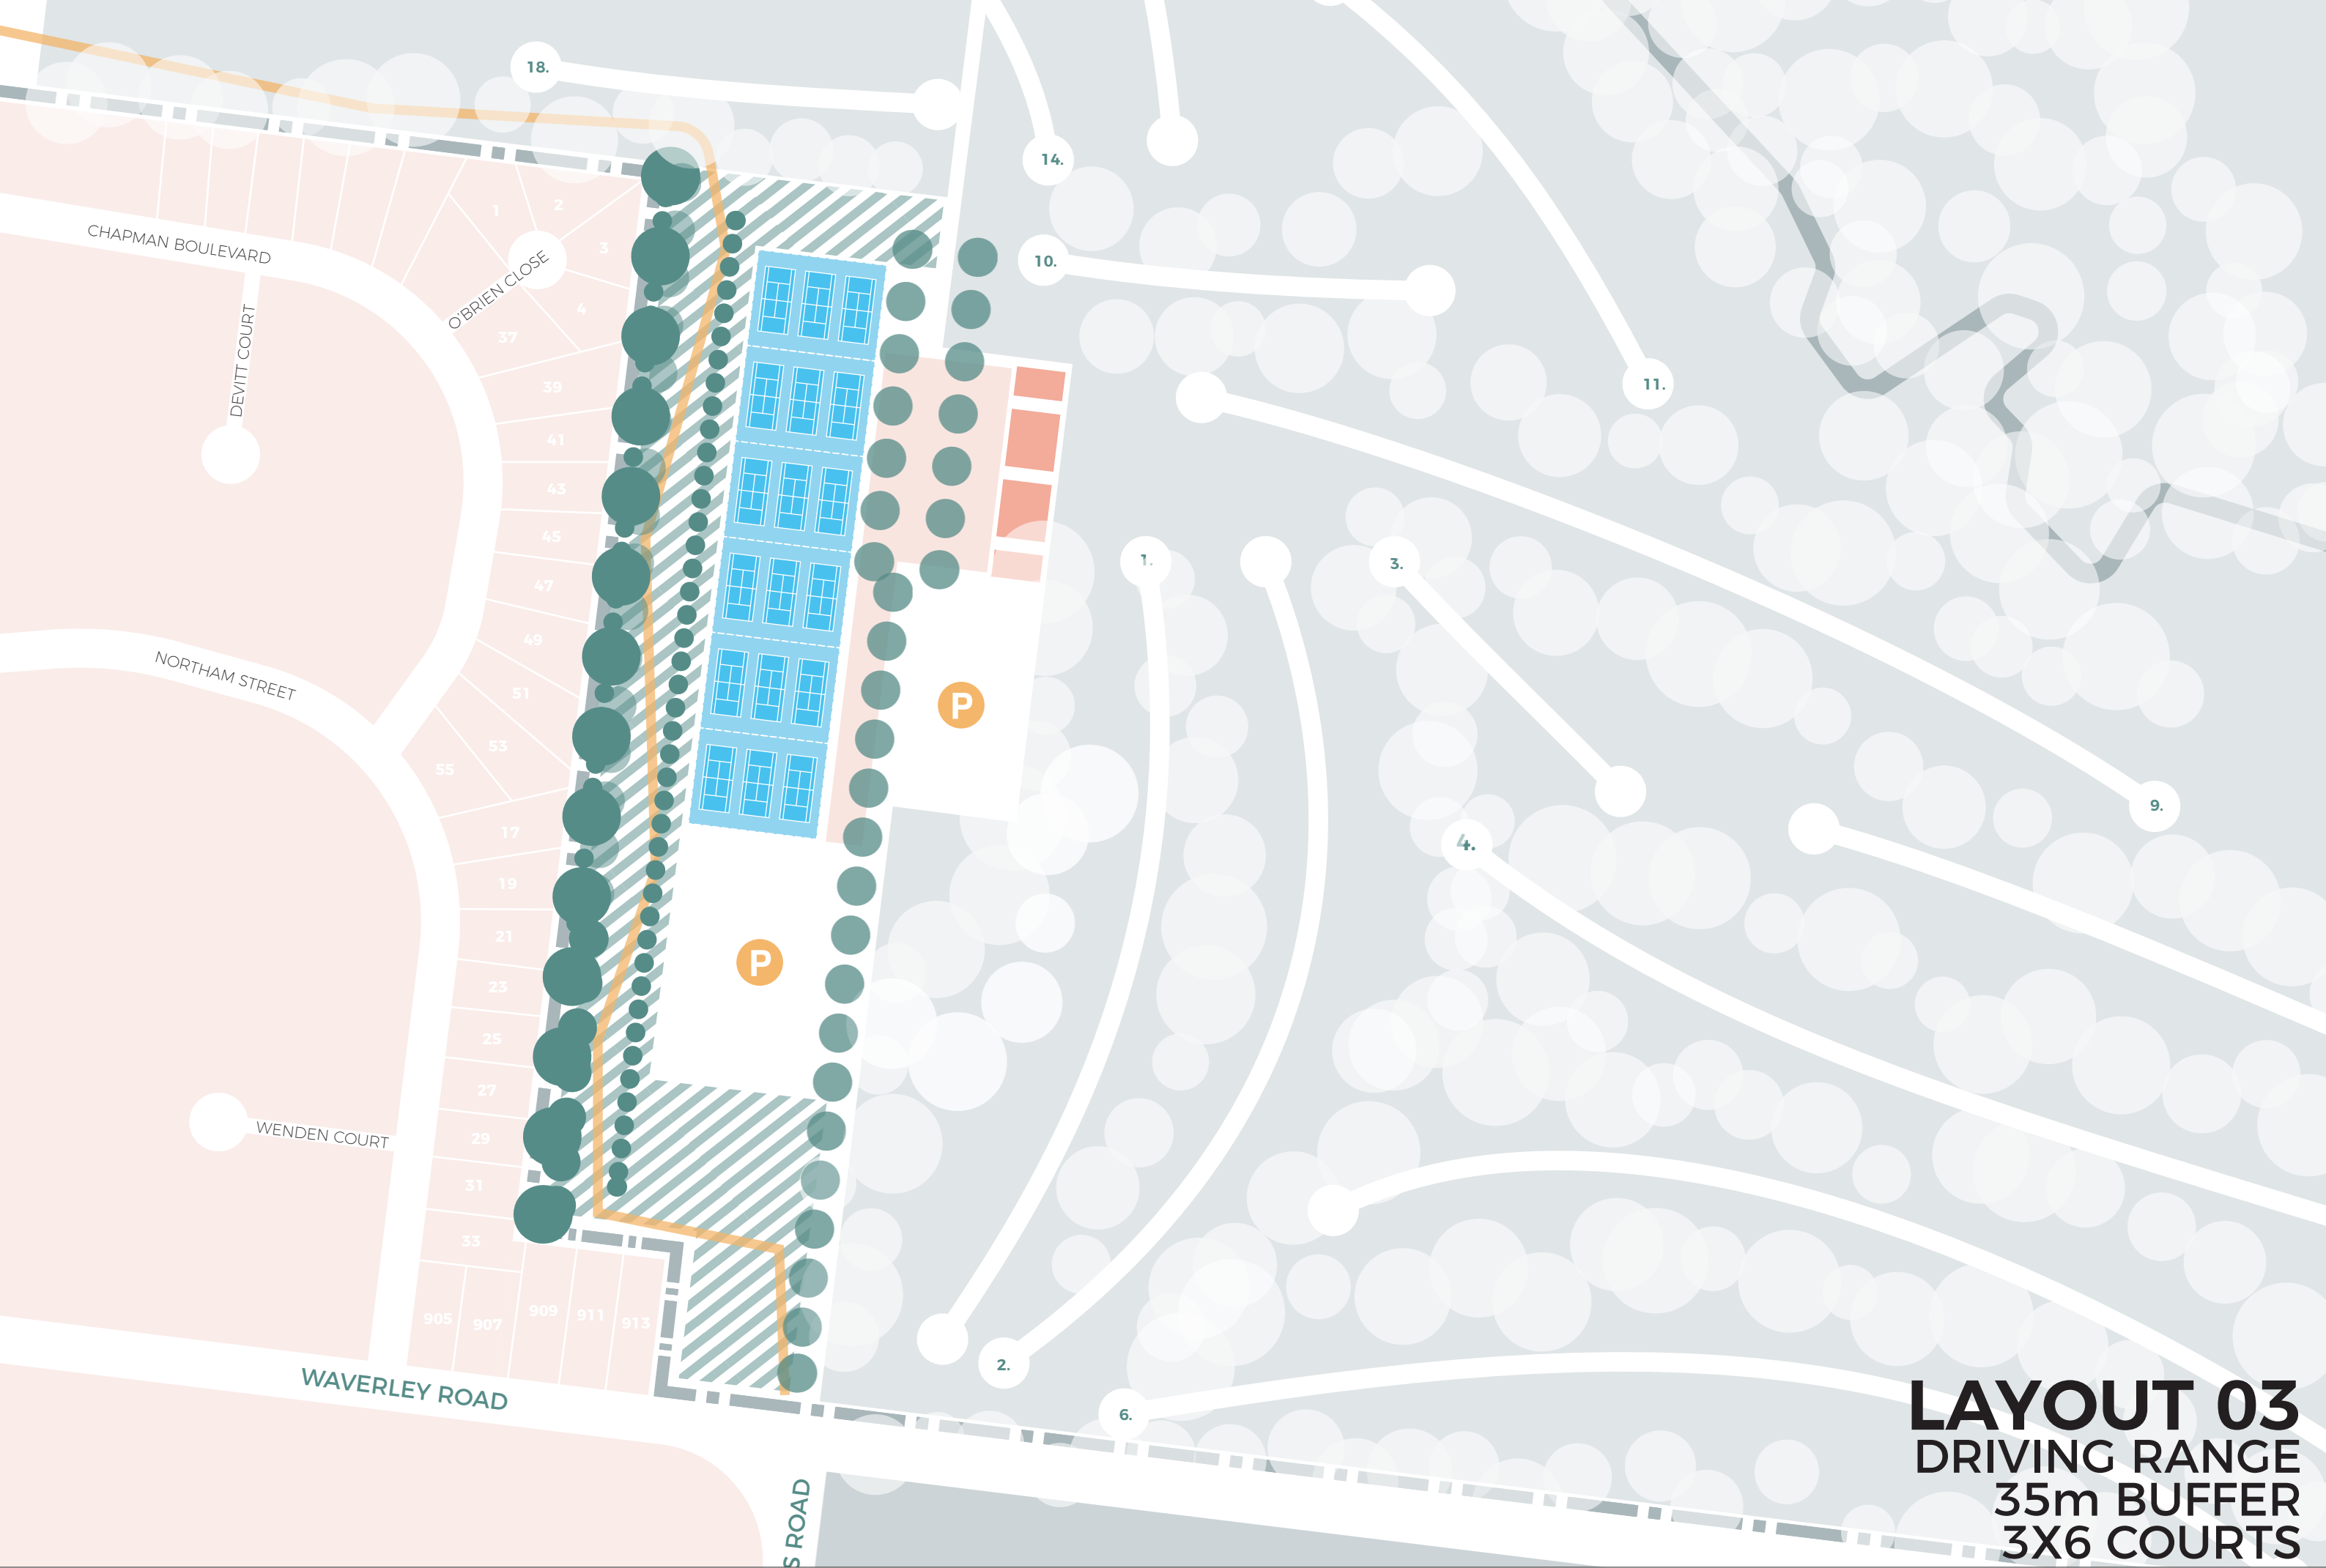 18.
14.
10.
11.
1.
3.
4.
9.
2.
6.
CHAPMAN BOULEVARD
O'BRIEN CLOSE
DEVITT COURT
NORTHAM STREET
WENDEN COURT
WAVERLEY ROAD
S ROAD
1
2
3
4
37
39
41
43
45
47
49
51
53
55
17
19
21
23
25
27
29
31
33
905
907
909
911
913
P
P
LAYOUT 03
DRIVING RANGE
35m BUFFER
3X6 COURTS